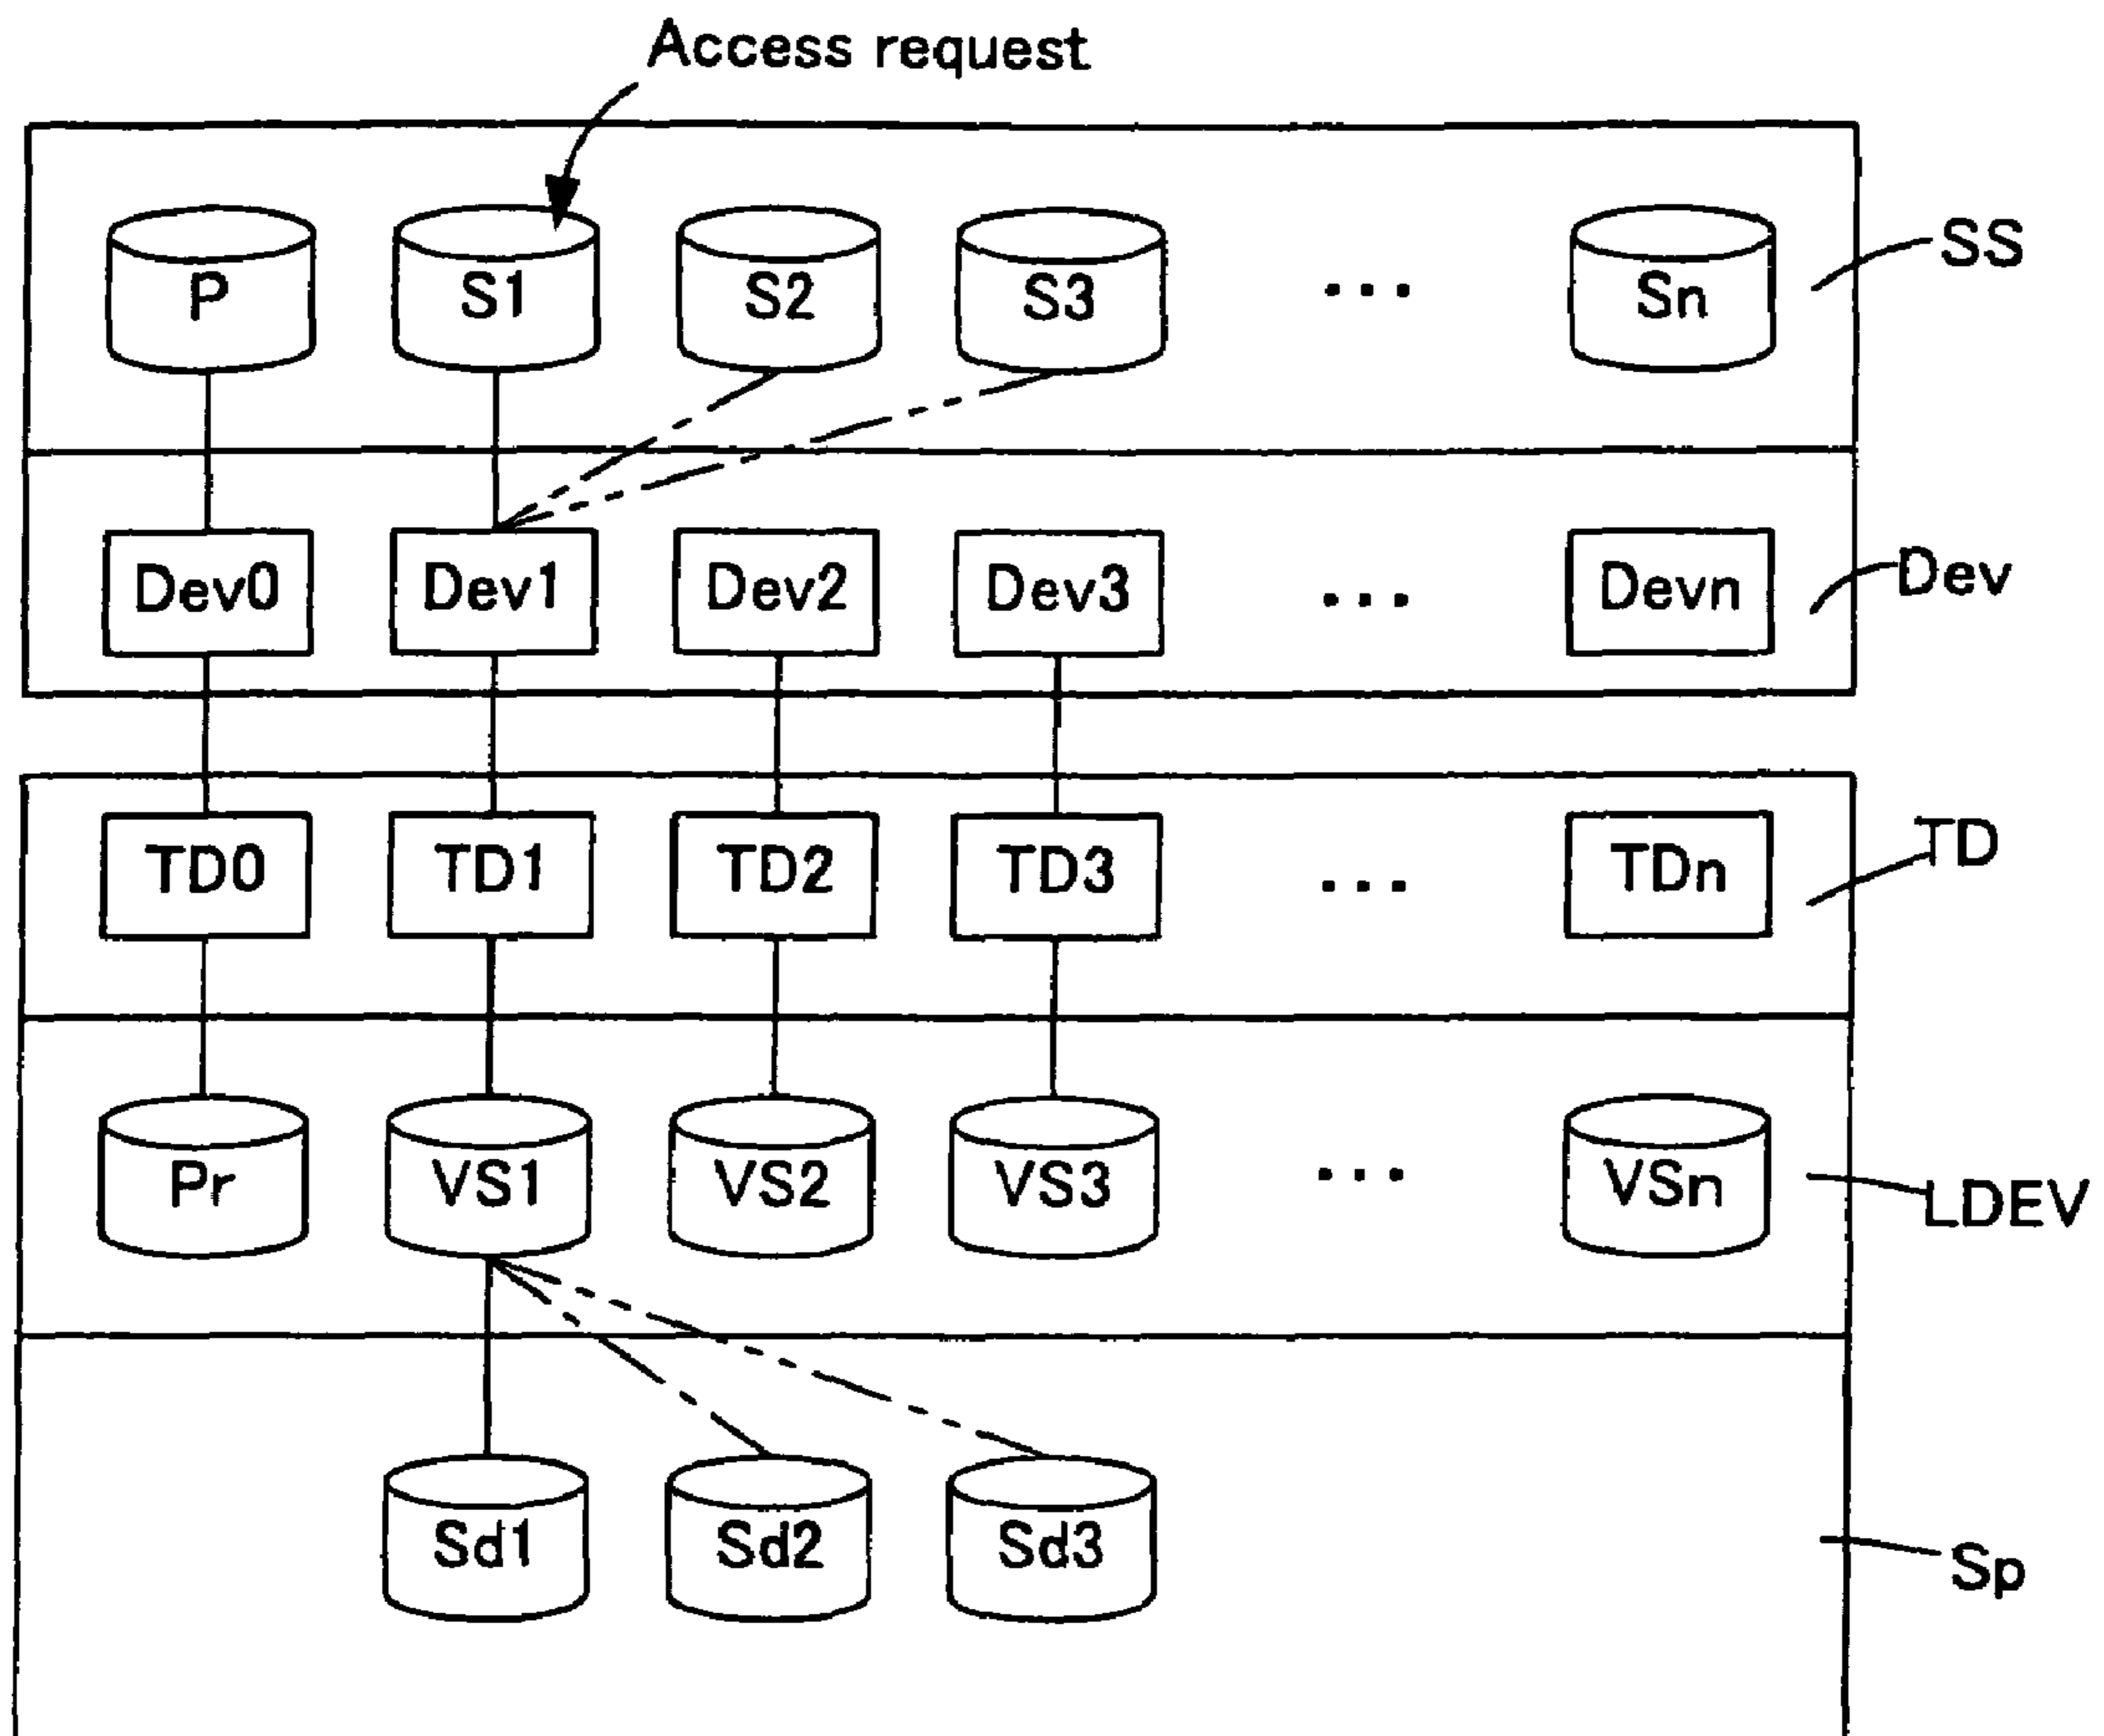 Access request
P S1 S2 S3 ... Sn SS
Dev0 Dev1 Dev2 Dev3 ... Devn Dev
TD0 TD1 TD2 TD3 ... TDn TD
Pr VS1 VS2 VS3 ... VSn LDEV
Sd1 Sd2 Sd3 Sp